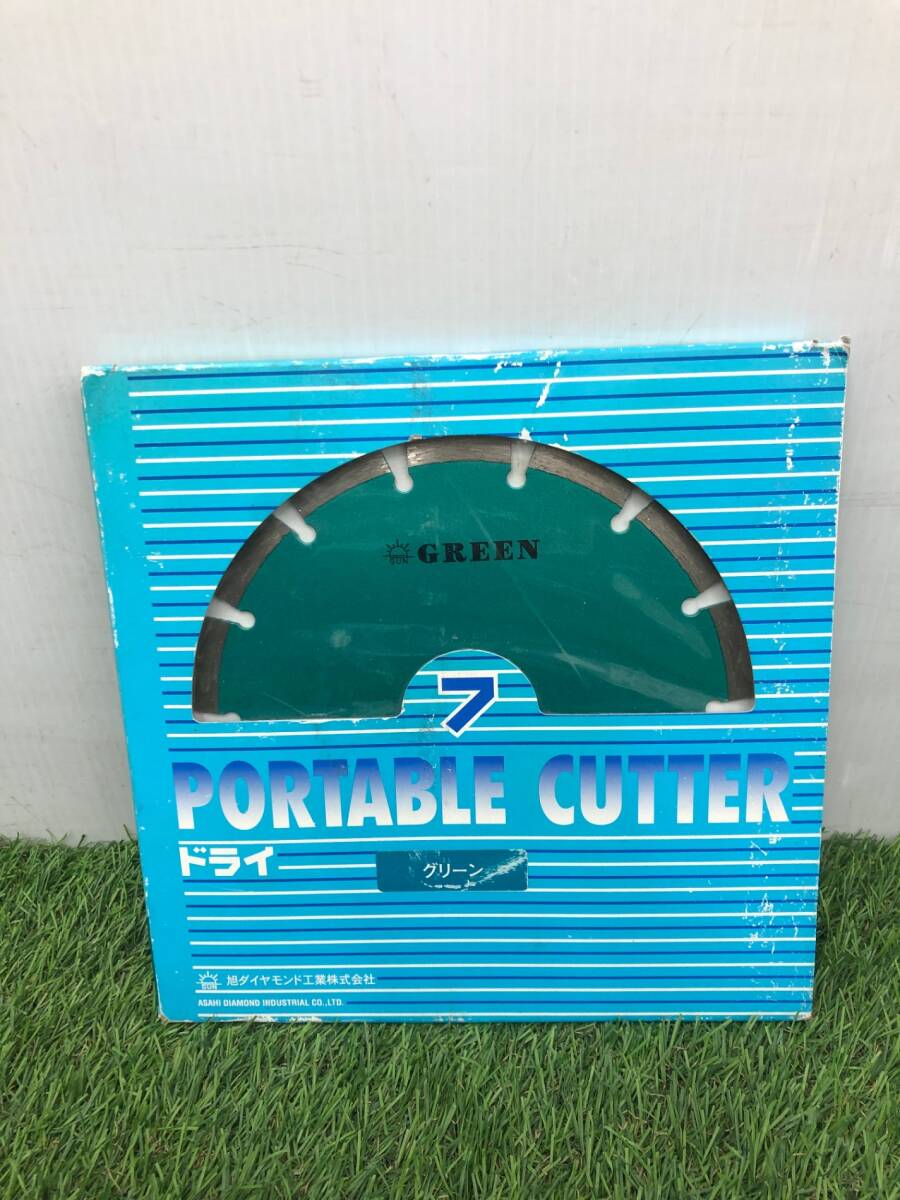 SUN GREEN
PORTABLE CUTTER
ドライ
グリーン
SUN 旭ダイヤモンド工業株式会社
ASAHI DIAMOND INDUSTRIAL CO.,LTD.